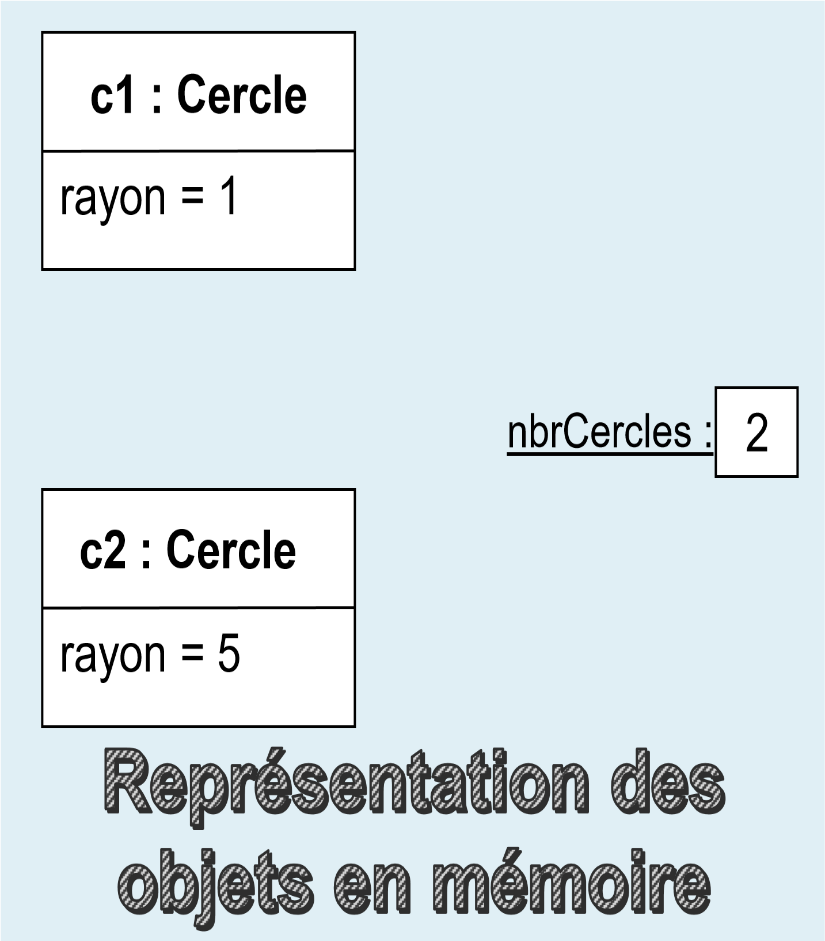 c1 : Cercle
rayon = 1
nbrCercles : 2
c2 : Cercle
rayon = 5
Représentation des
objets en mémoire